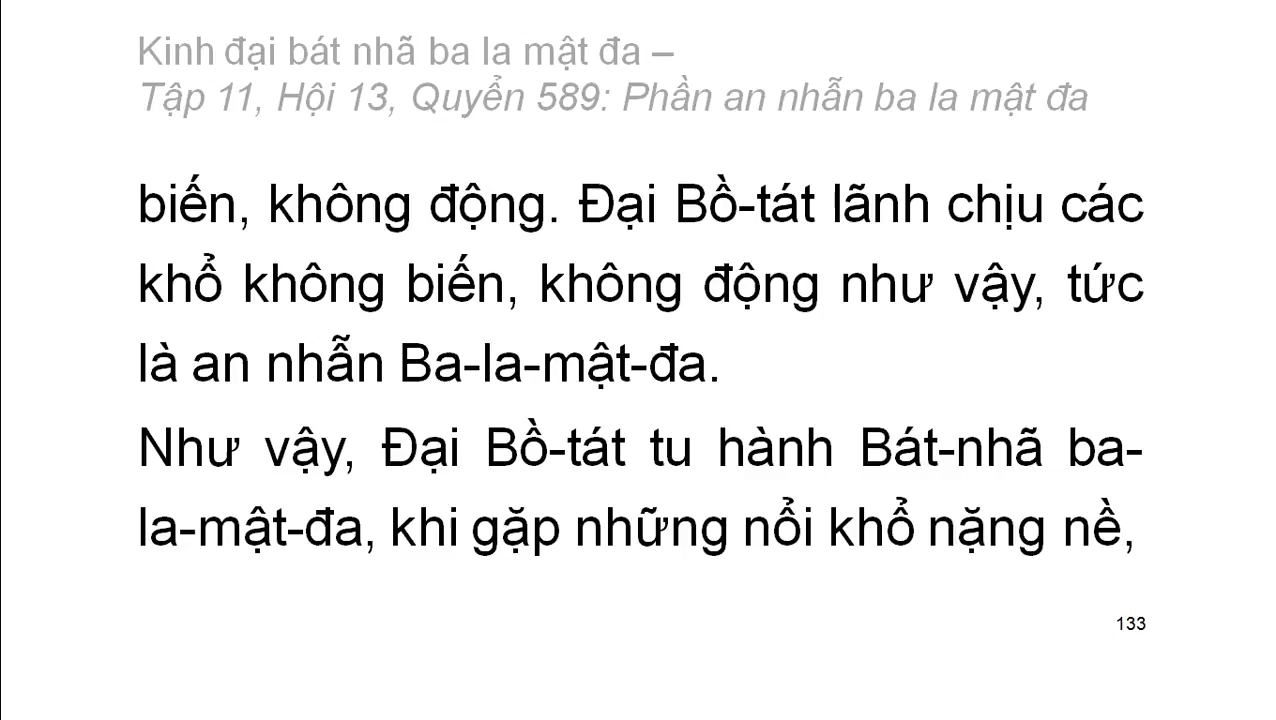 Kinh đại bát nhã ba la mật đa –
Tập 11, Hội 13, Quyển 589: Phần an nhẫn ba la mật đa
biến, không động. Đại Bồ-tát lãnh chịu các
khổ không biến, không động như vậy, tức
là an nhẫn Ba-la-mật-đa.
Như vậy, Đại Bồ-tát tu hành Bát-nhã ba-
la-mật-đa, khi gặp những nổi khổ nặng nề,
133